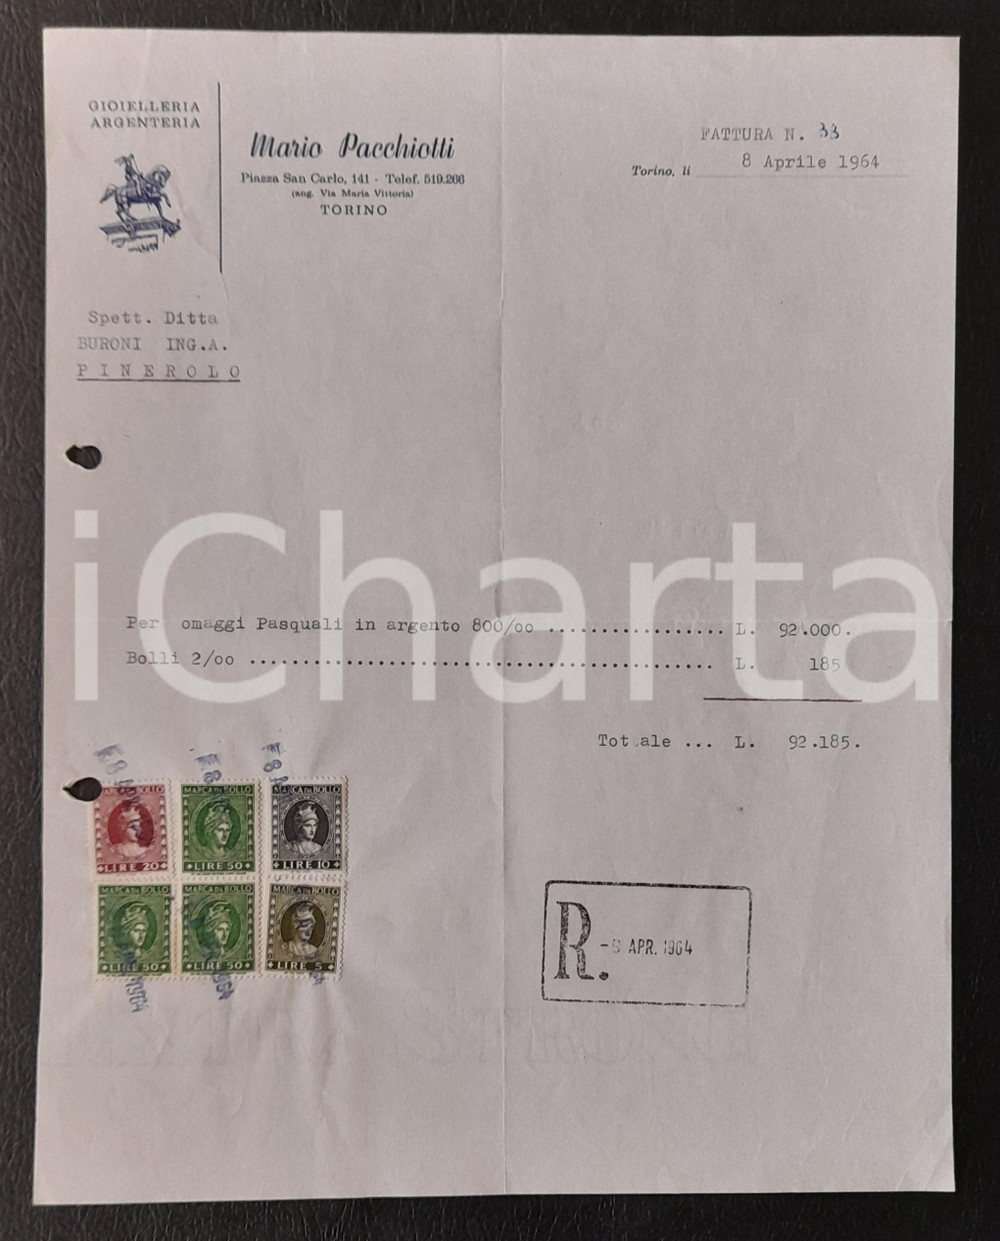 GIOIELLERIA
ARGENTERIA
Mario Pacchiotti
Piazza San Carlo, 141 - Telef. 519.266
(ang. Via Maria Vittoria)
TORINO
FATTURA N. 33
Torino, li 8 Aprile 1964
Spett. Ditta
BURONI ING.A.
PINEROLO
iCharta
Per omaggi Pasquali in argento 800/oo ................. L. 92.000.
Bolli 2/oo ........................................... L. 185
Totale ... L. 92.185.
MARCA DA BOLLO
LIRE 20
MARCA DA BOLLO
LIRE 50
MARCA DA BOLLO
LIRE 10
MARCA DA BOLLO
LIRE 50
MARCA DA BOLLO
LIRE 50
MARCA DA BOLLO
LIRE 5
R. -9 APR. 1964